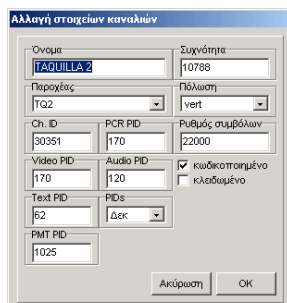 Αλλαγή στοιχείων καναλιών
Όνομα Συχνότητα
TAQUILLA 2 10788
Παροχέας Πόλωση
TQ2 vert
Ch. ID PCR PID Ρυθμός συμβόλων
30351 170 22000
Video PID Audio PID
170 120 κωδικοποιημένο
κλειδωμένο
Text PID PIDs
62 Δεκ
PMT PID
1025
Ακύρωση OK